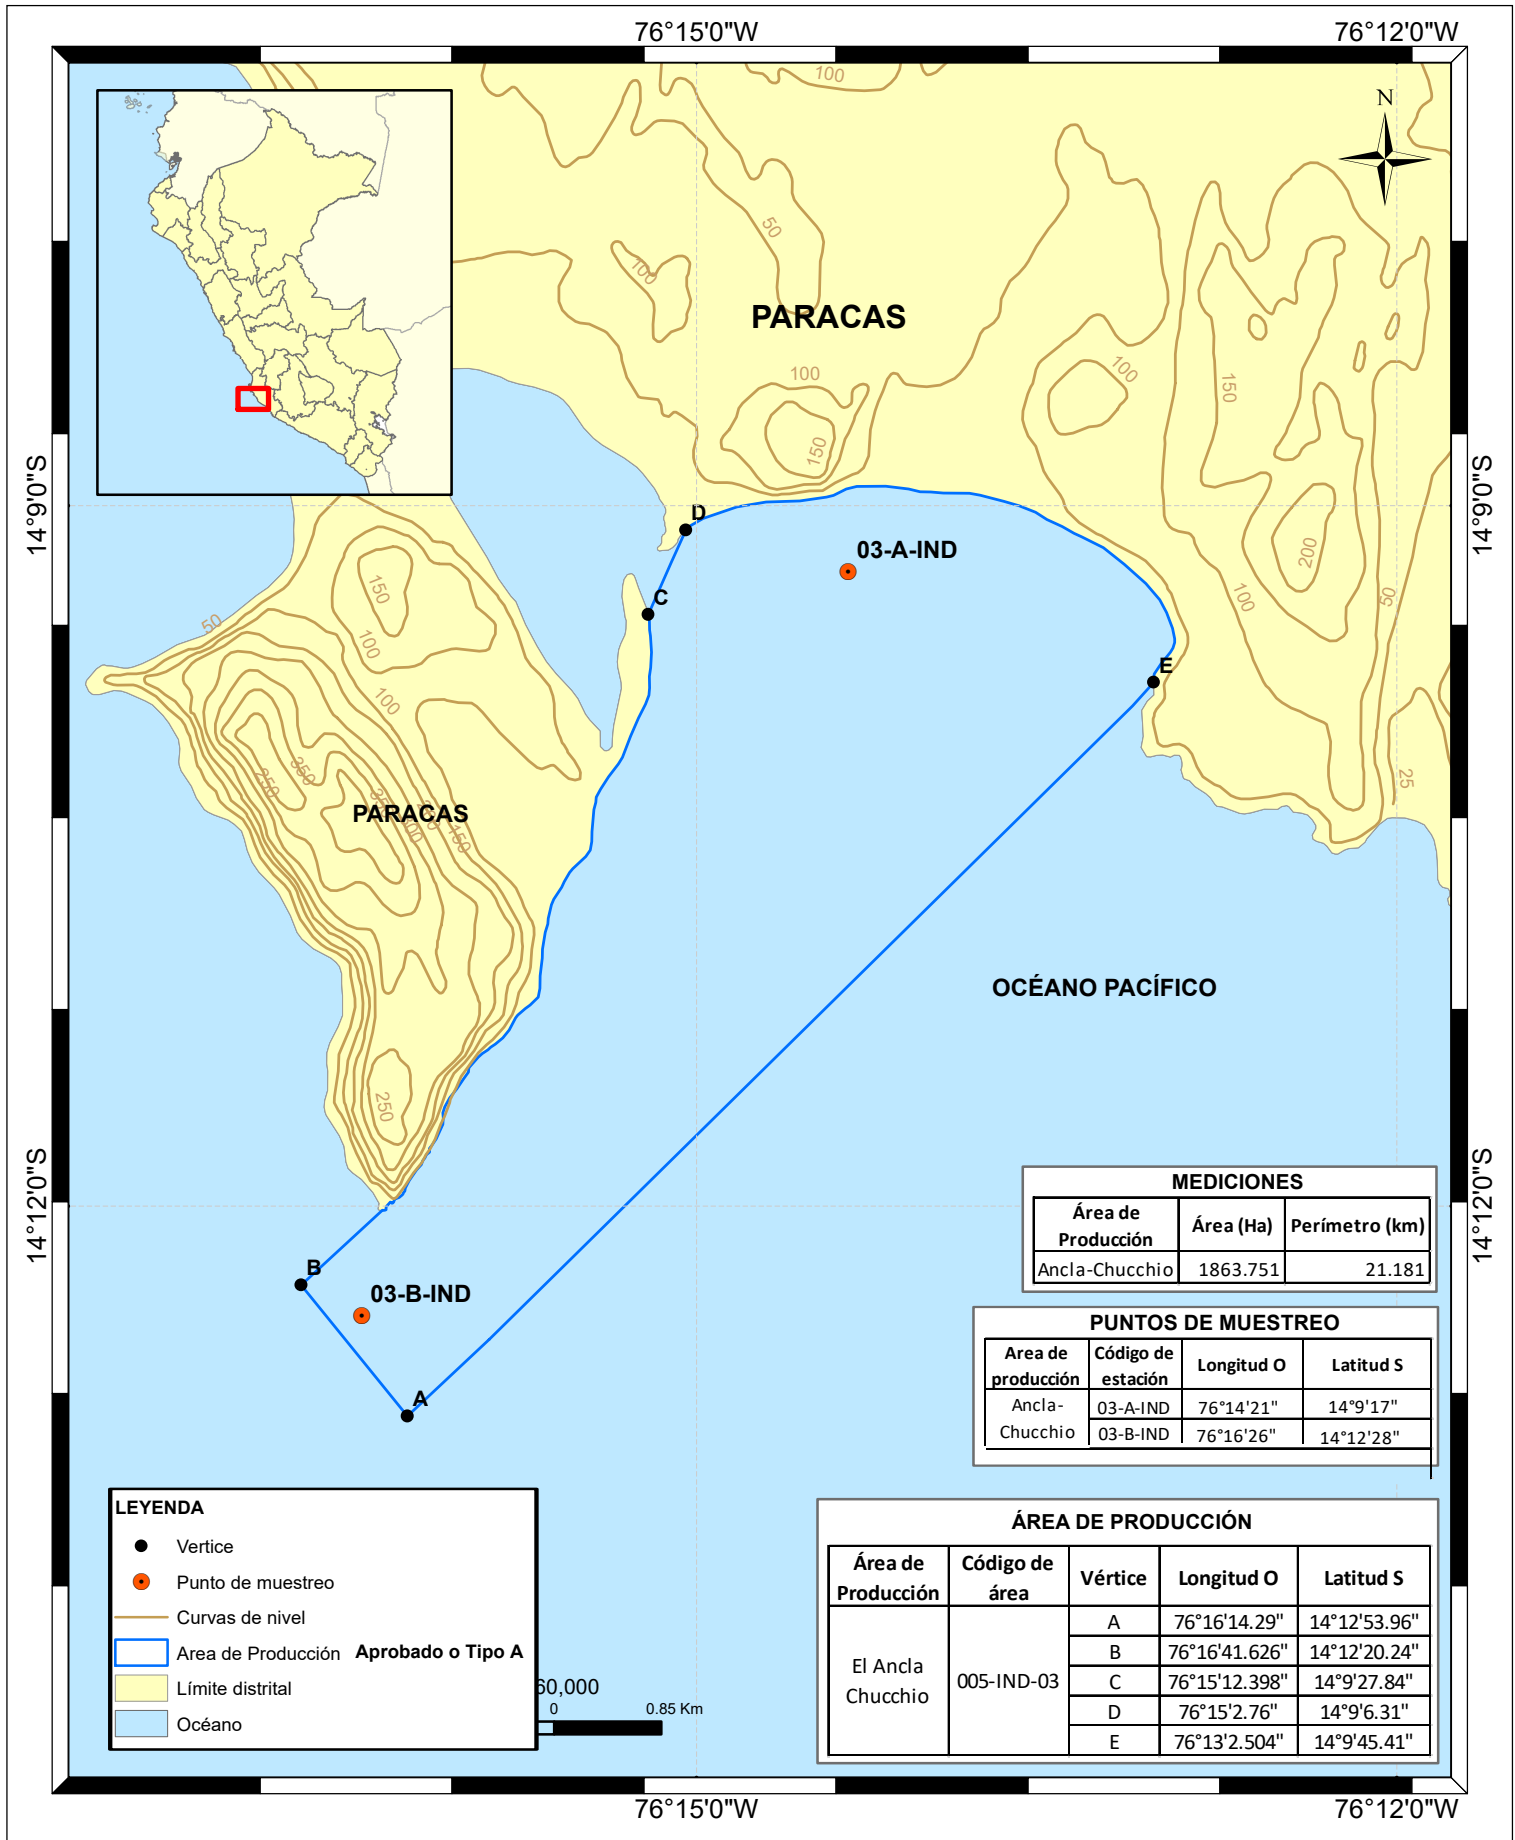 76°15'0"W
76°12'0"W
100
N
50
100
PARACAS
100
100
150
150
14°9'0"S
14°9'0"S
D
03-A-IND
200
150
C
100
50
50
100
E
100
350
250
25
PARACAS
150
OCÉANO PACÍFICO
250
14°12'0"S
14°12'0"S
B
03-B-IND
A
MEDICIONES
Área de Producción Área (Ha) Perímetro (km)
Ancla-Chucchio 1863.751 21.181
PUNTOS DE MUESTREO
Area de producción Código de estación Longitud O Latitud S
Ancla-Chucchio 03-A-IND 76°14'21" 14°9'17"
03-B-IND 76°16'26" 14°12'28"
LEYENDA
Vertice
Punto de muestreo
Curvas de nivel
Area de Producción Aprobado o Tipo A
Límite distrital
Océano
60,000
0 0.85 Km
ÁREA DE PRODUCCIÓN
Área de Producción Código de área Vértice Longitud O Latitud S
El Ancla Chucchio 005-IND-03 A 76°16'14.29" 14°12'53.96"
B 76°16'41.626" 14°12'20.24"
C 76°15'12.398" 14°9'27.84"
D 76°15'2.76" 14°9'6.31"
E 76°13'2.504" 14°9'45.41"
76°15'0"W
76°12'0"W